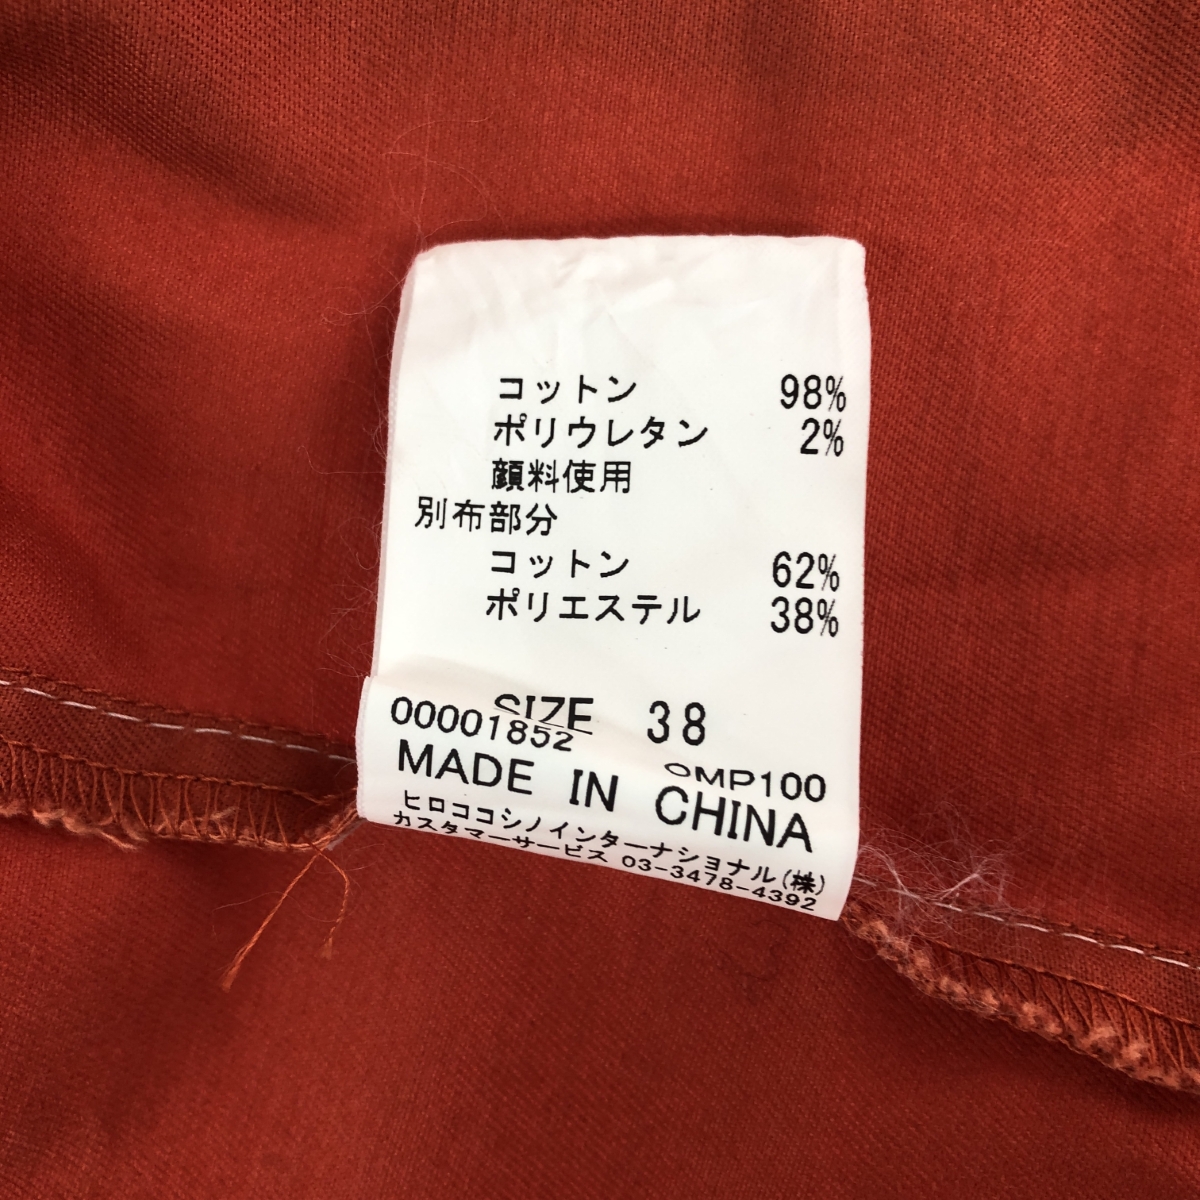 コットン 98%
ポリウレタン 2%
顔料使用
別布部分
コットン 62%
ポリエステル 38%
SIZE 38
00001852
MP100
MADE IN CHINA
ヒロココシノインターナショナル(株)
カスタマーサービス 03-3478-4392